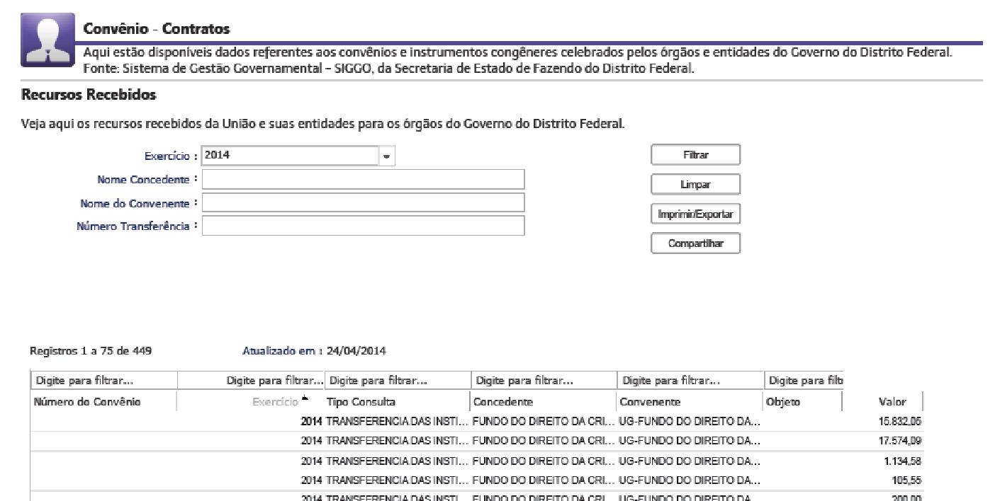 Convênio - Contratos
Aqui estão disponíveis dados referentes aos convênios e instrumentos congêneres celebrados pelos órgãos e entidades do Governo do Distrito Federal.
Fonte: Sistema de Gestão Governamental – SIGGO, da Secretaria de Estado de Fazendo do Distrito Federal.
Recursos Recebidos
Veja aqui os recursos recebidos da União e suas entidades para os órgãos do Governo do Distrito Federal.
Exercício : 2014 Filtrar
Nome Concedente : Limpar
Nome do Convenente : Imprimir/Exportar
Número Transferência : Compartilhar
Registros 1 a 75 de 449 Atualizado em : 24/04/2014
Digite para filtrar... Digite para filtrar... Digite para filtrar... Digite para filtrar... Digite para filtrar... Digite para filt
Número do Convênio Exercício Tipo Consulta Concedente Convenente Objeto Valor
2014 TRANSFERENCIA DAS INSTI... FUNDO DO DIREITO DA CRI... UG-FUNDO DO DIREITO DA... 15.832,05
2014 TRANSFERENCIA DAS INSTI... FUNDO DO DIREITO DA CRI... UG-FUNDO DO DIREITO DA... 17.574,09
2014 TRANSFERENCIA DAS INSTI... FUNDO DO DIREITO DA CRI... UG-FUNDO DO DIREITO DA... 1.134,58
2014 TRANSFERENCIA DAS INSTI... FUNDO DO DIREITO DA CRI... UG-FUNDO DO DIREITO DA... 105,55
2014 TRANSFERENCIA DAS INSTI... FUNDO DO DIREITO DA CRI... UG-FUNDO DO DIREITO DA... 200,00